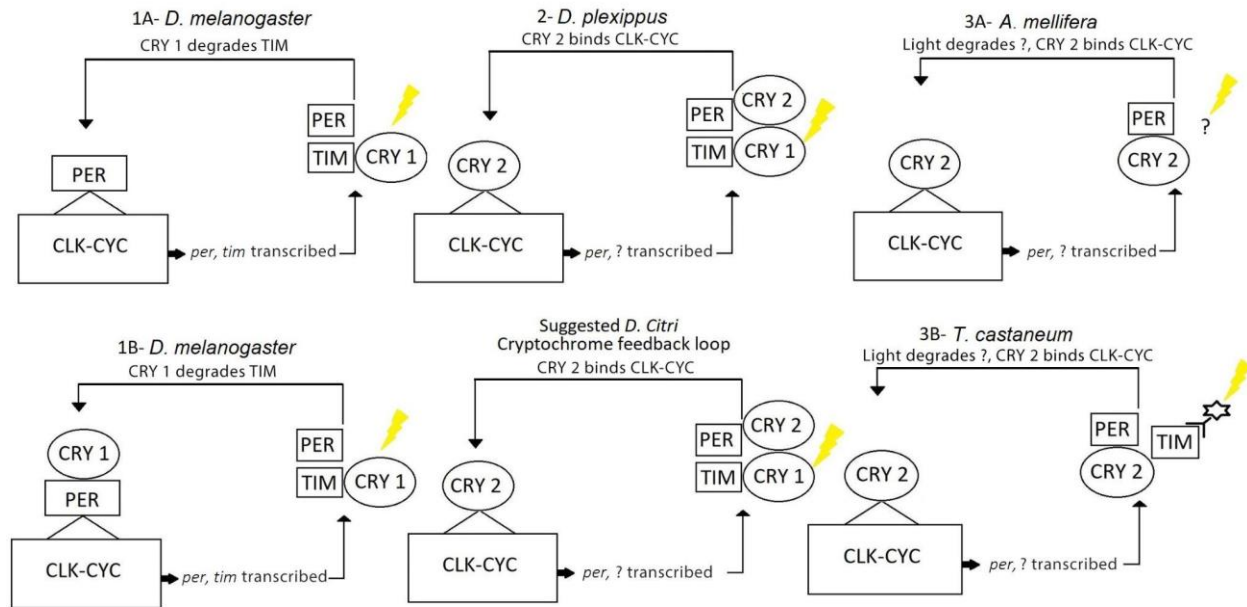 1A- D. melanogaster
CRY 1 degrades TIM
PER
TIM
CRY 1
PER
CLK-CYC
per, tim transcribed
2- D. plexippus
CRY 2 binds CLK-CYC
CRY 2
PER
TIM
CRY 1
CRY 2
CLK-CYC
per, ? transcribed
3A- A. mellifera
Light degrades ?, CRY 2 binds CLK-CYC
PER
?
CRY 2
CRY 2
CLK-CYC
per, ? transcribed
1B- D. melanogaster
CRY 1 degrades TIM
CRY 1
PER
PER
TIM
CRY 1
CLK-CYC
per, tim transcribed
Suggested D. Citri
Cryptochrome feedback loop
CRY 2 binds CLK-CYC
CRY 2
PER
TIM
CRY 1
CRY 2
CLK-CYC
per, ? transcribed
3B- T. castaneum
Light degrades ?, CRY 2 binds CLK-CYC
PER
TIM
CRY 2
CRY 2
CLK-CYC
per, ? transcribed